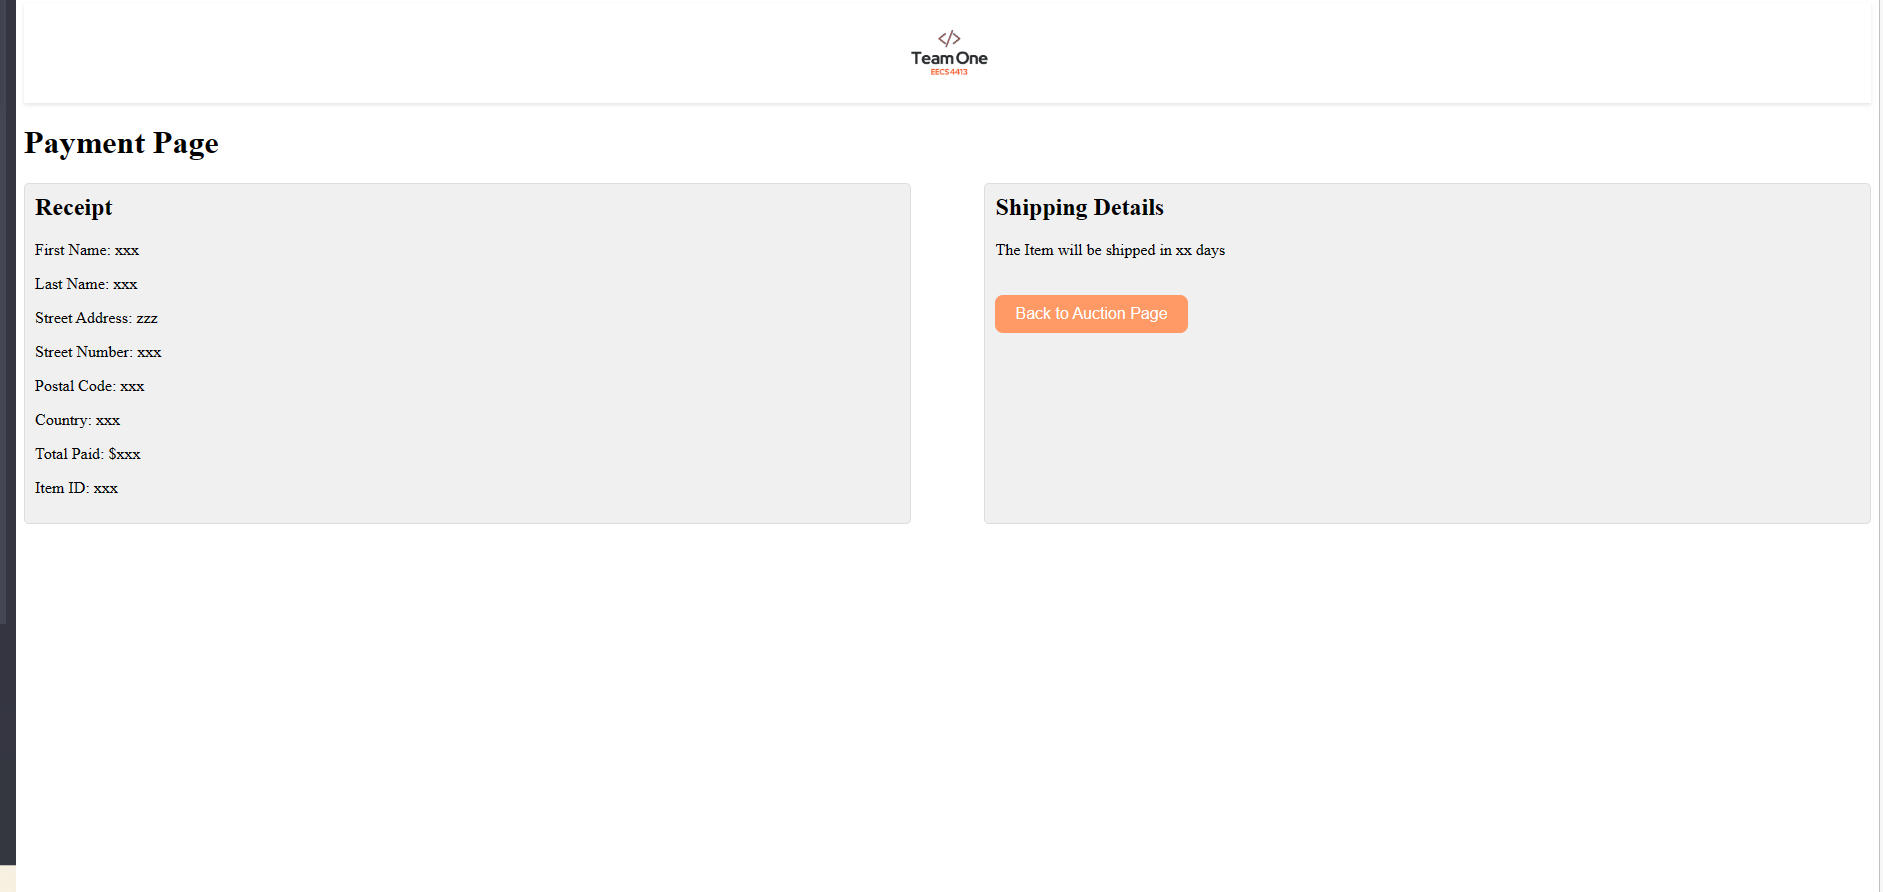 </>
Team One
EECS4413
Payment Page
Receipt
First Name: xxx
Last Name: xxx
Street Address: zzz
Street Number: xxx
Postal Code: xxx
Country: xxx
Total Paid: $xxx
Item ID: xxx
Shipping Details
The Item will be shipped in xx days
Back to Auction Page